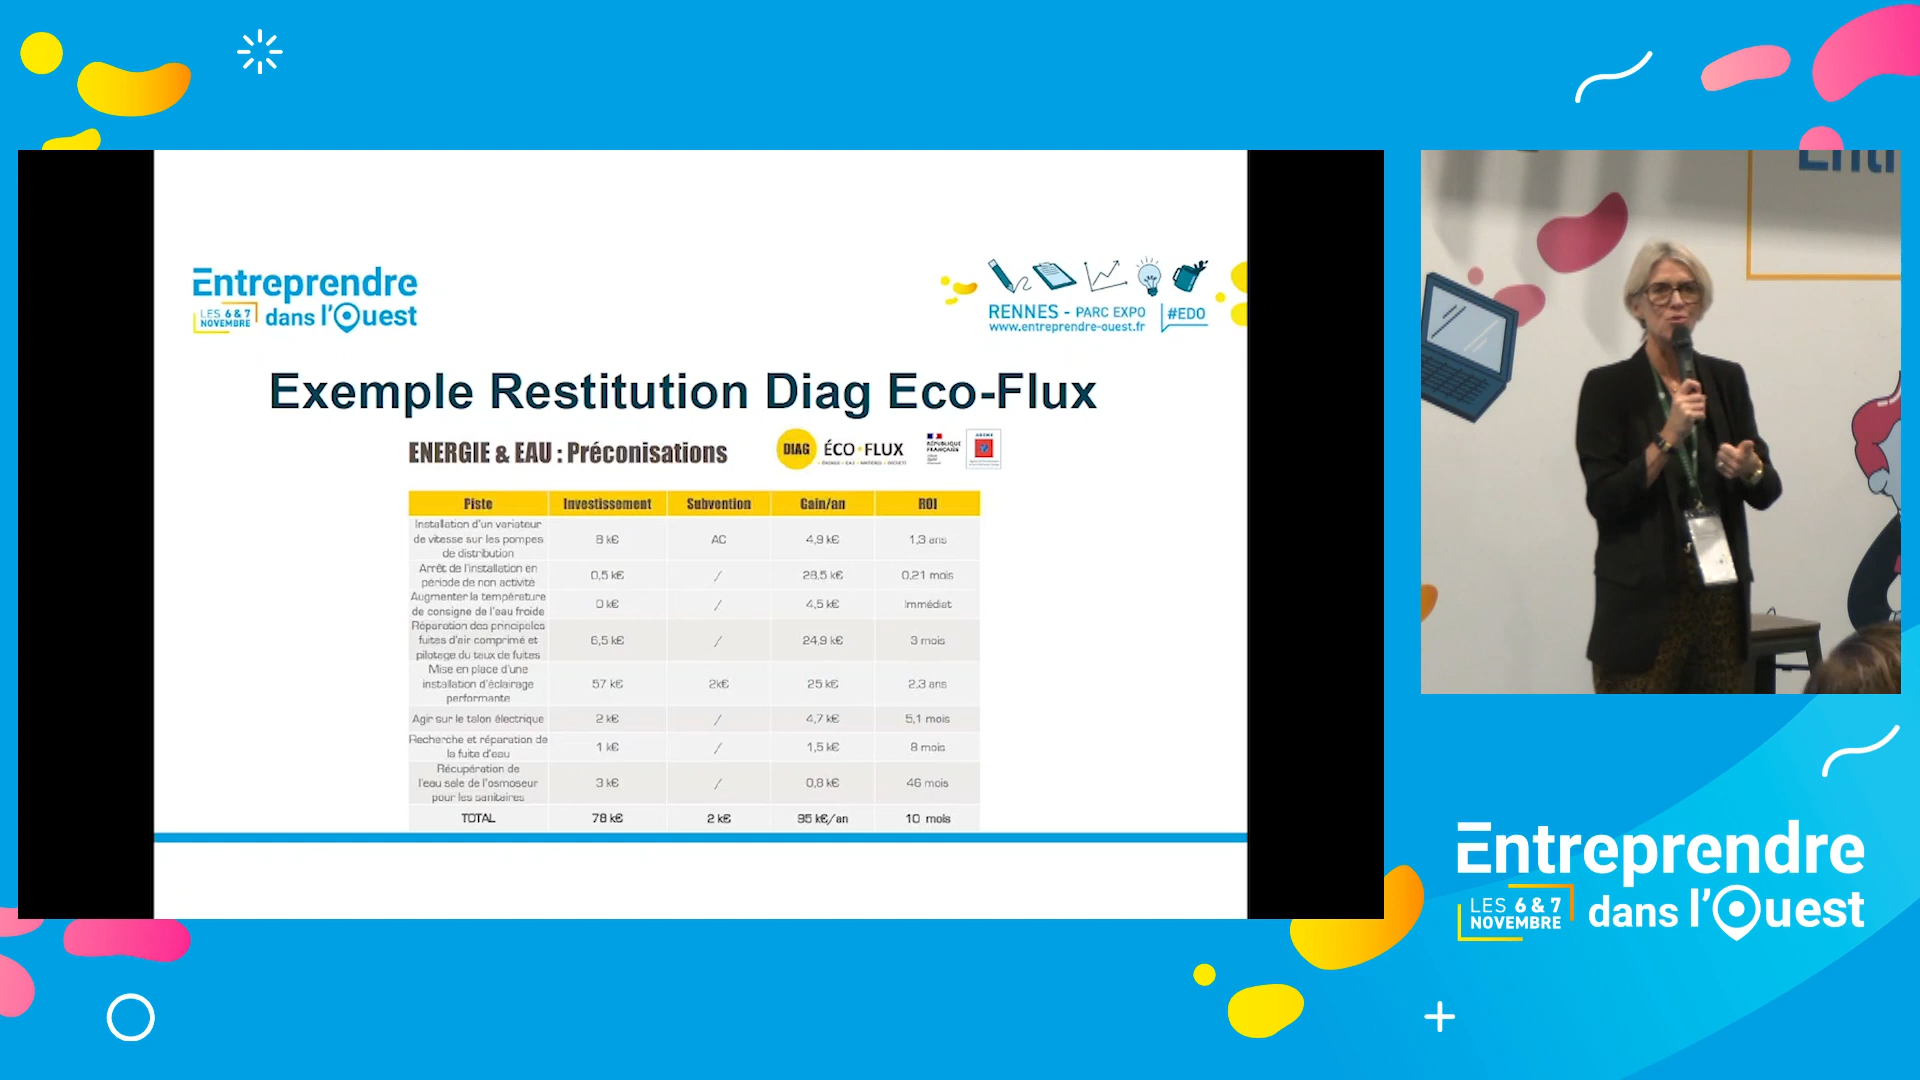 Entreprendre
LES 6 & 7
NOVEMBRE
dans l'Ouest
RENNES - PARC EXPO
www.entreprendre-ouest.fr
#EDO
Exemple Restitution Diag Eco-Flux
ENERGIE & EAU : Préconisations
DIAG
ÉCO•FLUX
RÉPUBLIQUE
FRANÇAISE
Piste Investissement Subvention Gain/an ROI
Installation d'un variateur
de vitesse sur les pompes
de distribution
8 k€ AC 4,9 k€ 1,3 ans
Arrêt de l'installation en
période de non activité
0,5 k€ / 28,5 k€ 0,21 mois
Augmenter la température
de consigne de l'eau froide
0 k€ / 4,5 k€ Immédiat
Réparation des principales
fuites d'air comprimé et
pilotage du taux de fuites
6,5 k€ / 24,9 k€ 3 mois
Mise en place d'une
installation d'éclairage
performante
57 k€ 2k€ 25 k€ 2,3 ans
Agir sur le talon électrique
2 k€ / 4,7 k€ 5,1 mois
Recherche et réparation de
la fuite d'eau
1 k€ / 1,5 k€ 8 mois
Récupération de
l'eau sale de l'osmoseur
pour les sanitaires
3 k€ / 0,8 k€ 46 mois
TOTAL 78 k€ 2 k€ 95 k€/an 10 mois
Entr
Entreprendre
LES 6 & 7
NOVEMBRE
dans l'Ouest